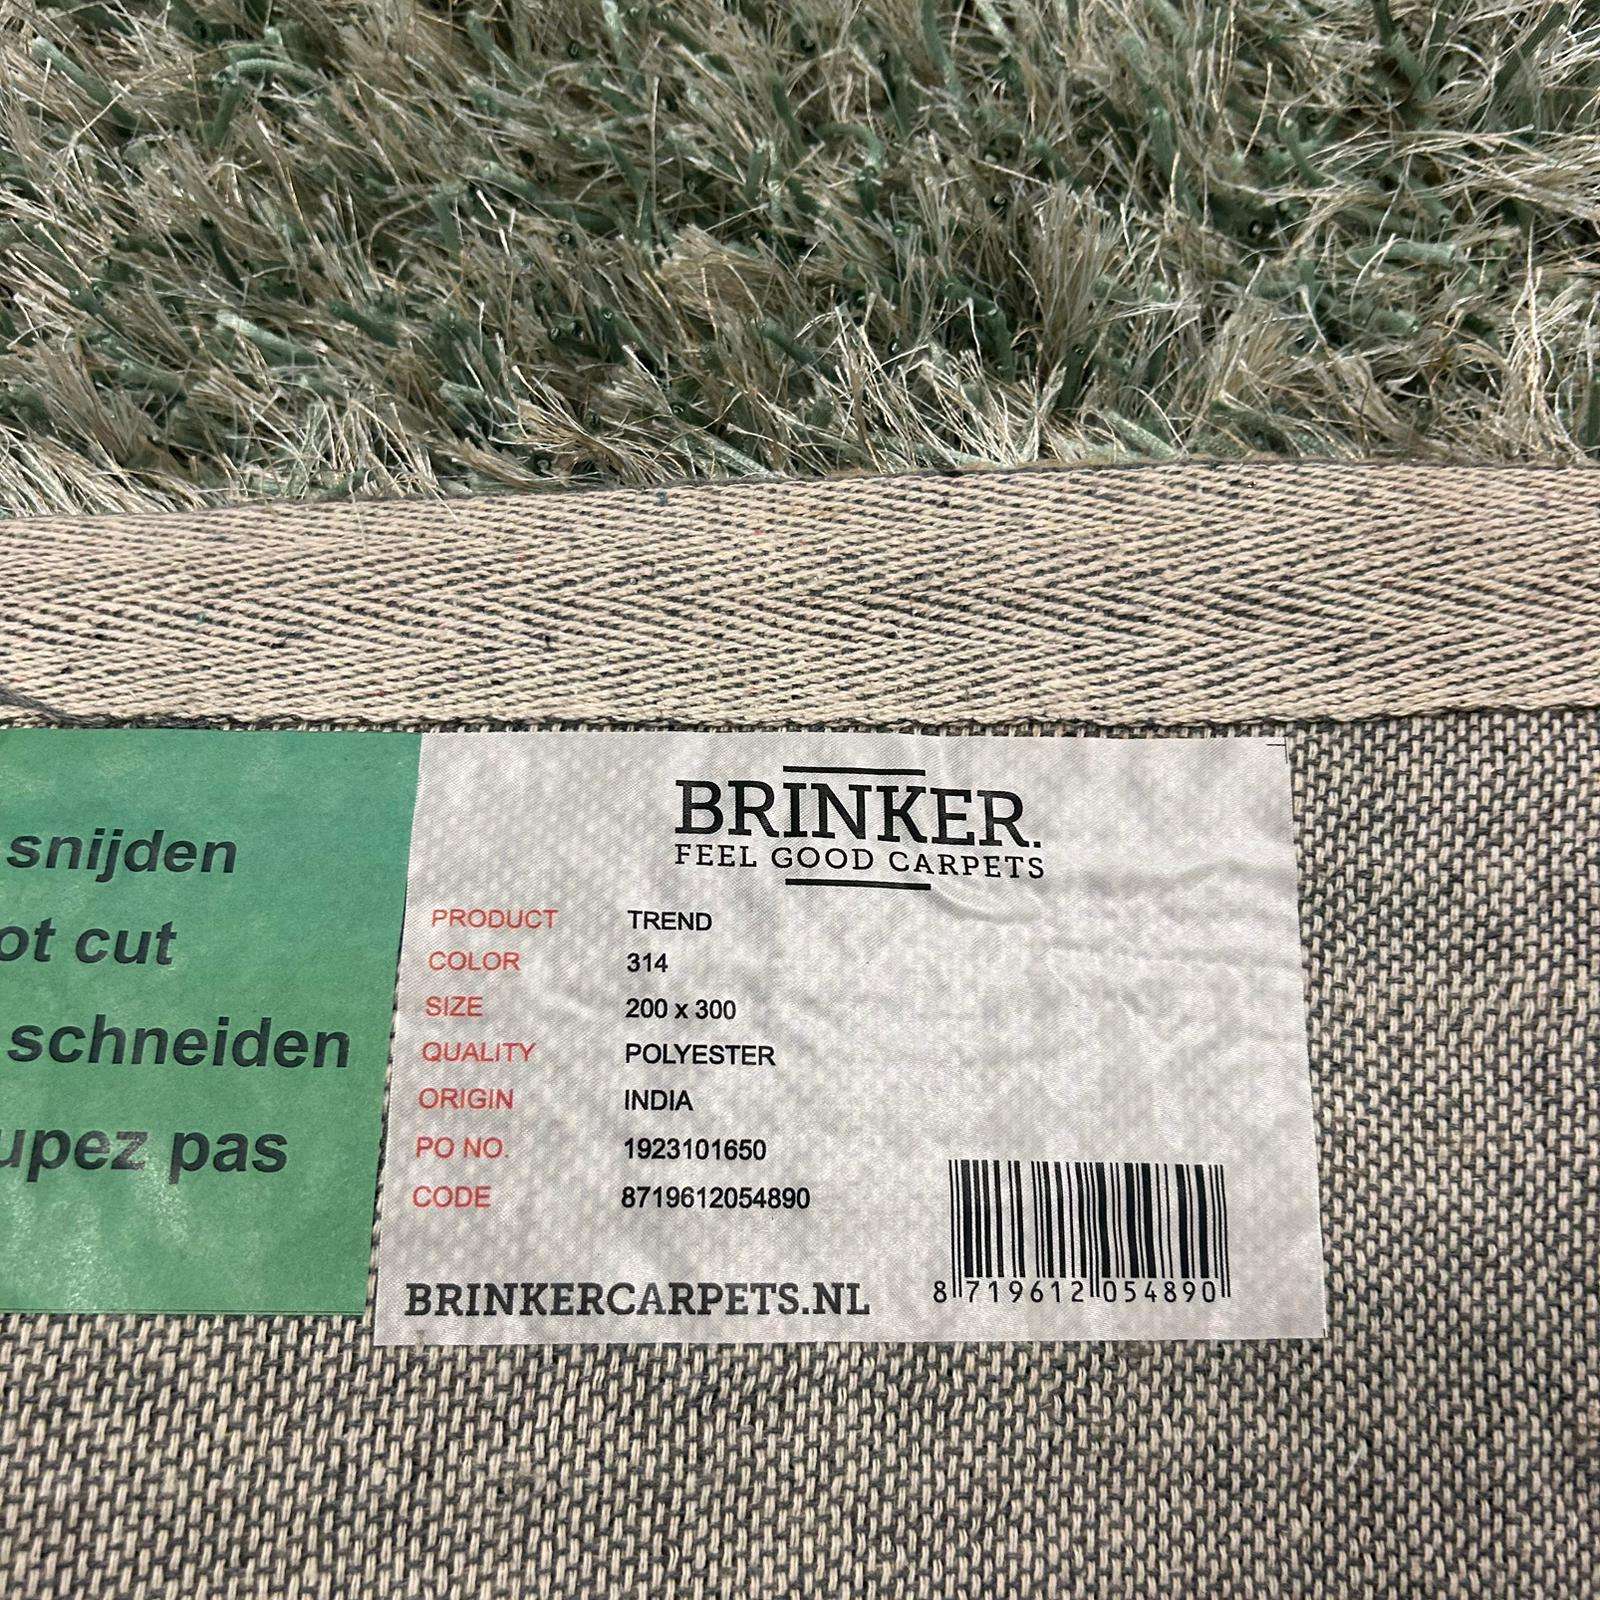 snijden
ot cut
schneiden
upez pas
BRINKER.
FEEL GOOD CARPETS
PRODUCT TREND
COLOR 314
SIZE 200 x 300
QUALITY POLYESTER
ORIGIN INDIA
PO NO. 1923101650
CODE 8719612054890
BRINKERCARPETS.NL
8 719612 054890